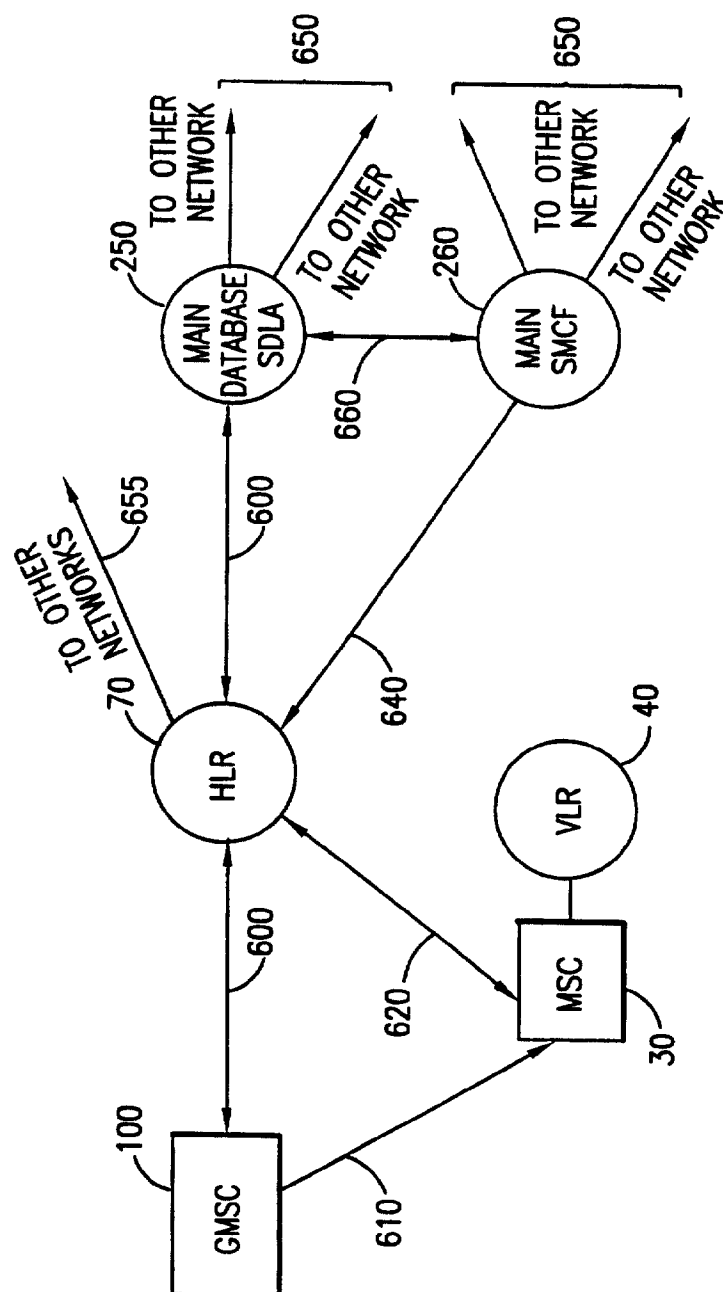 TO OTHER
NETWORKS
655
70
HLR
600
600
100
GMSC
610
620
MSC
30
VLR
40
640
250
MAIN
DATABASE
SDLA
660
260
MAIN
SMCF
TO OTHER
NETWORK
TO OTHER
NETWORK
650
TO OTHER
NETWORK
TO OTHER
NETWORK
650